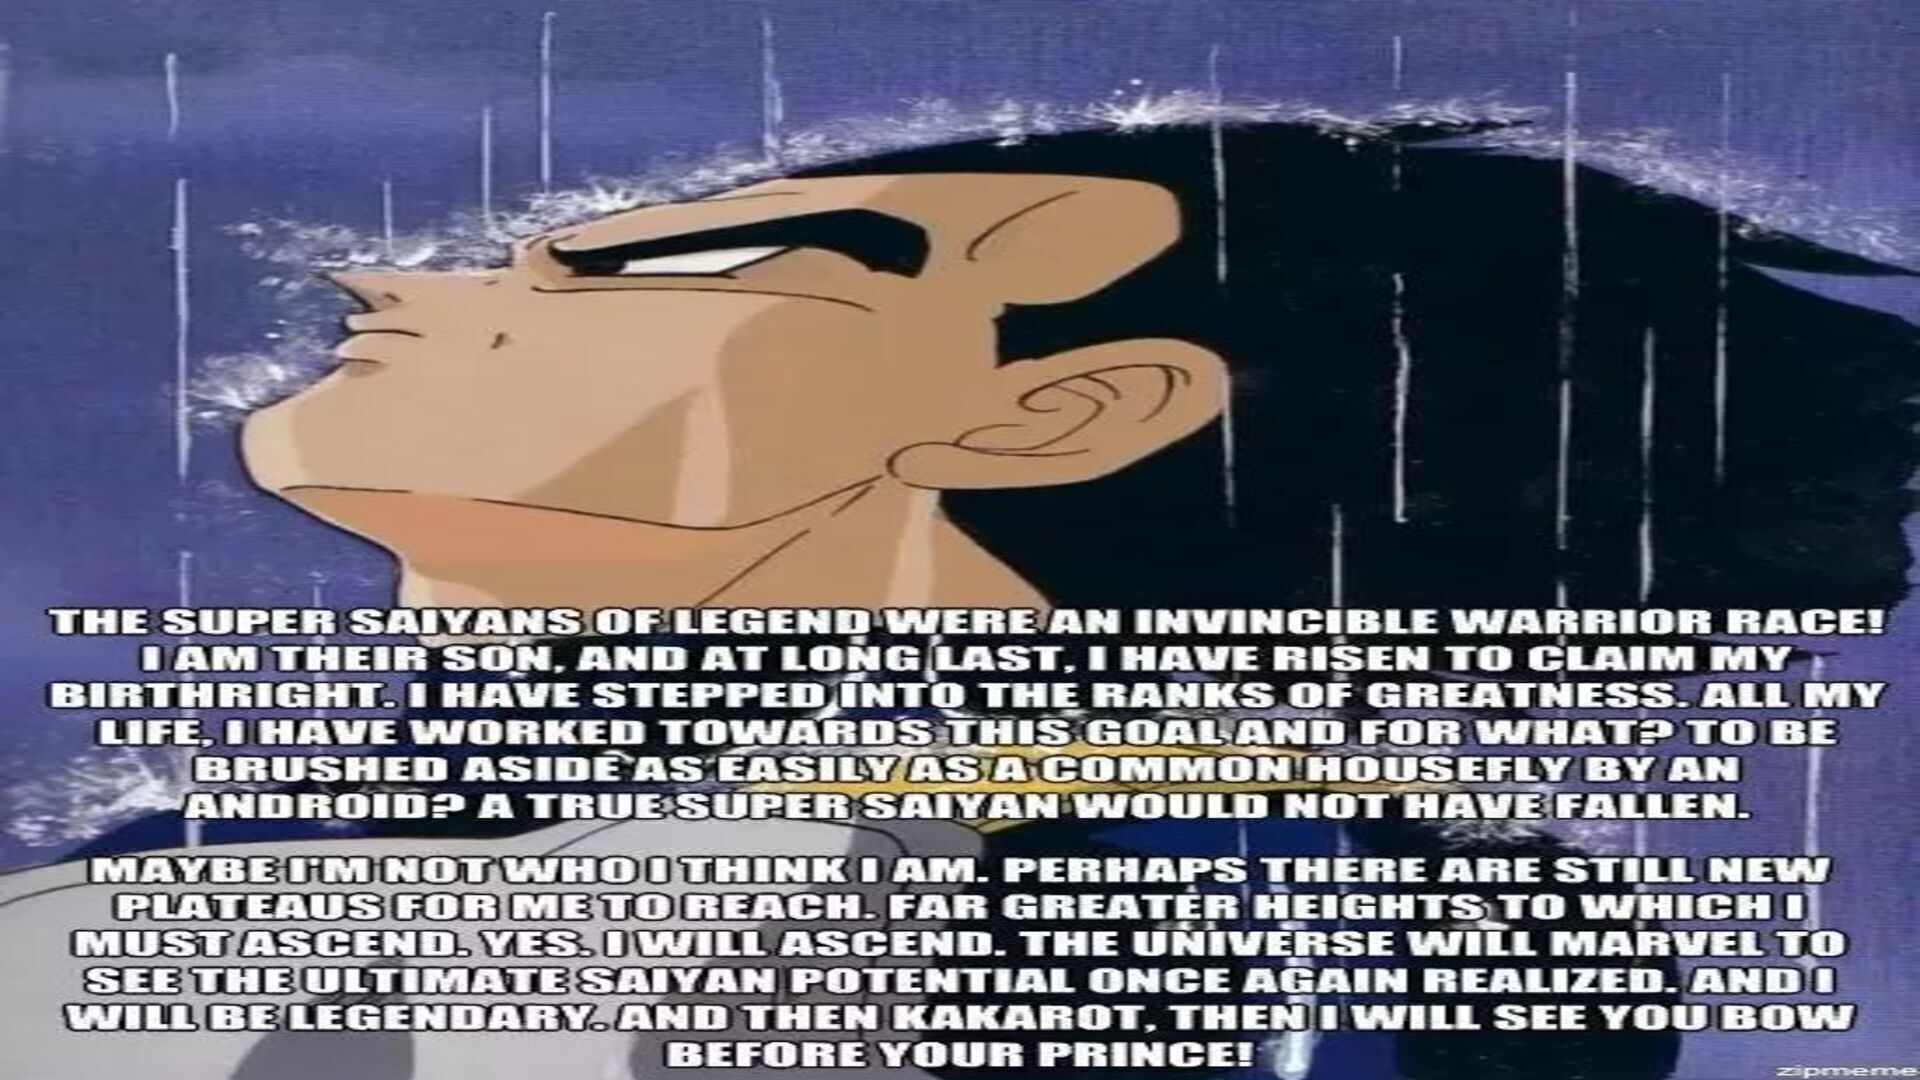 THE SUPER SAIYANS OF LEGEND WERE AN INVINCIBLE WARRIOR RACE!
I AM THEIR SON, AND AT LONG LAST, I HAVE RISEN TO CLAIM MY
BIRTHRIGHT. I HAVE STEPPED INTO THE RANKS OF GREATNESS. ALL MY
LIFE, I HAVE WORKED TOWARDS THIS GOAL AND FOR WHAT? TO BE
BRUSHED ASIDE AS EASILY AS A COMMON HOUSEFLY BY AN
ANDROID? A TRUE SUPER SAIYAN WOULD NOT HAVE FALLEN.
MAYBE I'M NOT WHO I THINK I AM. PERHAPS THERE ARE STILL NEW
PLATEAUS FOR ME TO REACH. FAR GREATER HEIGHTS TO WHICH I
MUST ASCEND. YES. I WILL ASCEND. THE UNIVERSE WILL MARVEL TO
SEE THE ULTIMATE SAIYAN POTENTIAL ONCE AGAIN REALIZED. AND I
WILL BE LEGENDARY. AND THEN KAKAROT, THEN I WILL SEE YOU BOW
BEFORE YOUR PRINCE!
zipmeme